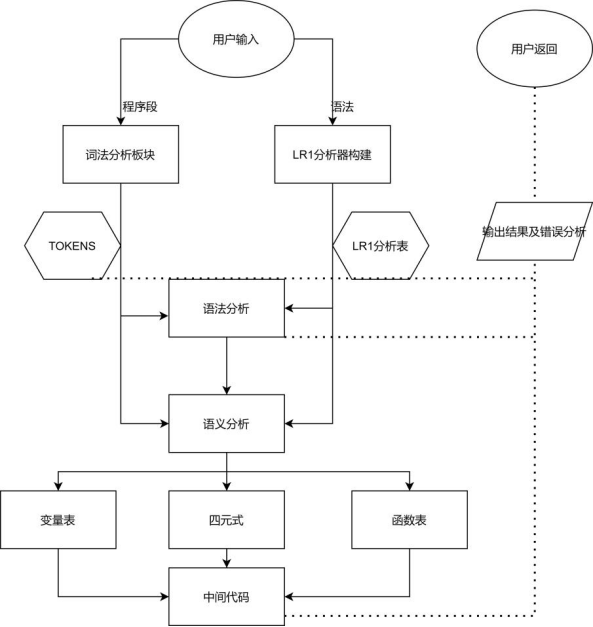 用户输入
用户返回
程序段
语法
词法分析板块
LR1分析器构建
TOKENS
LR1分析表
输出结果及错误分析
语法分析
语义分析
变量表
四元式
函数表
中间代码